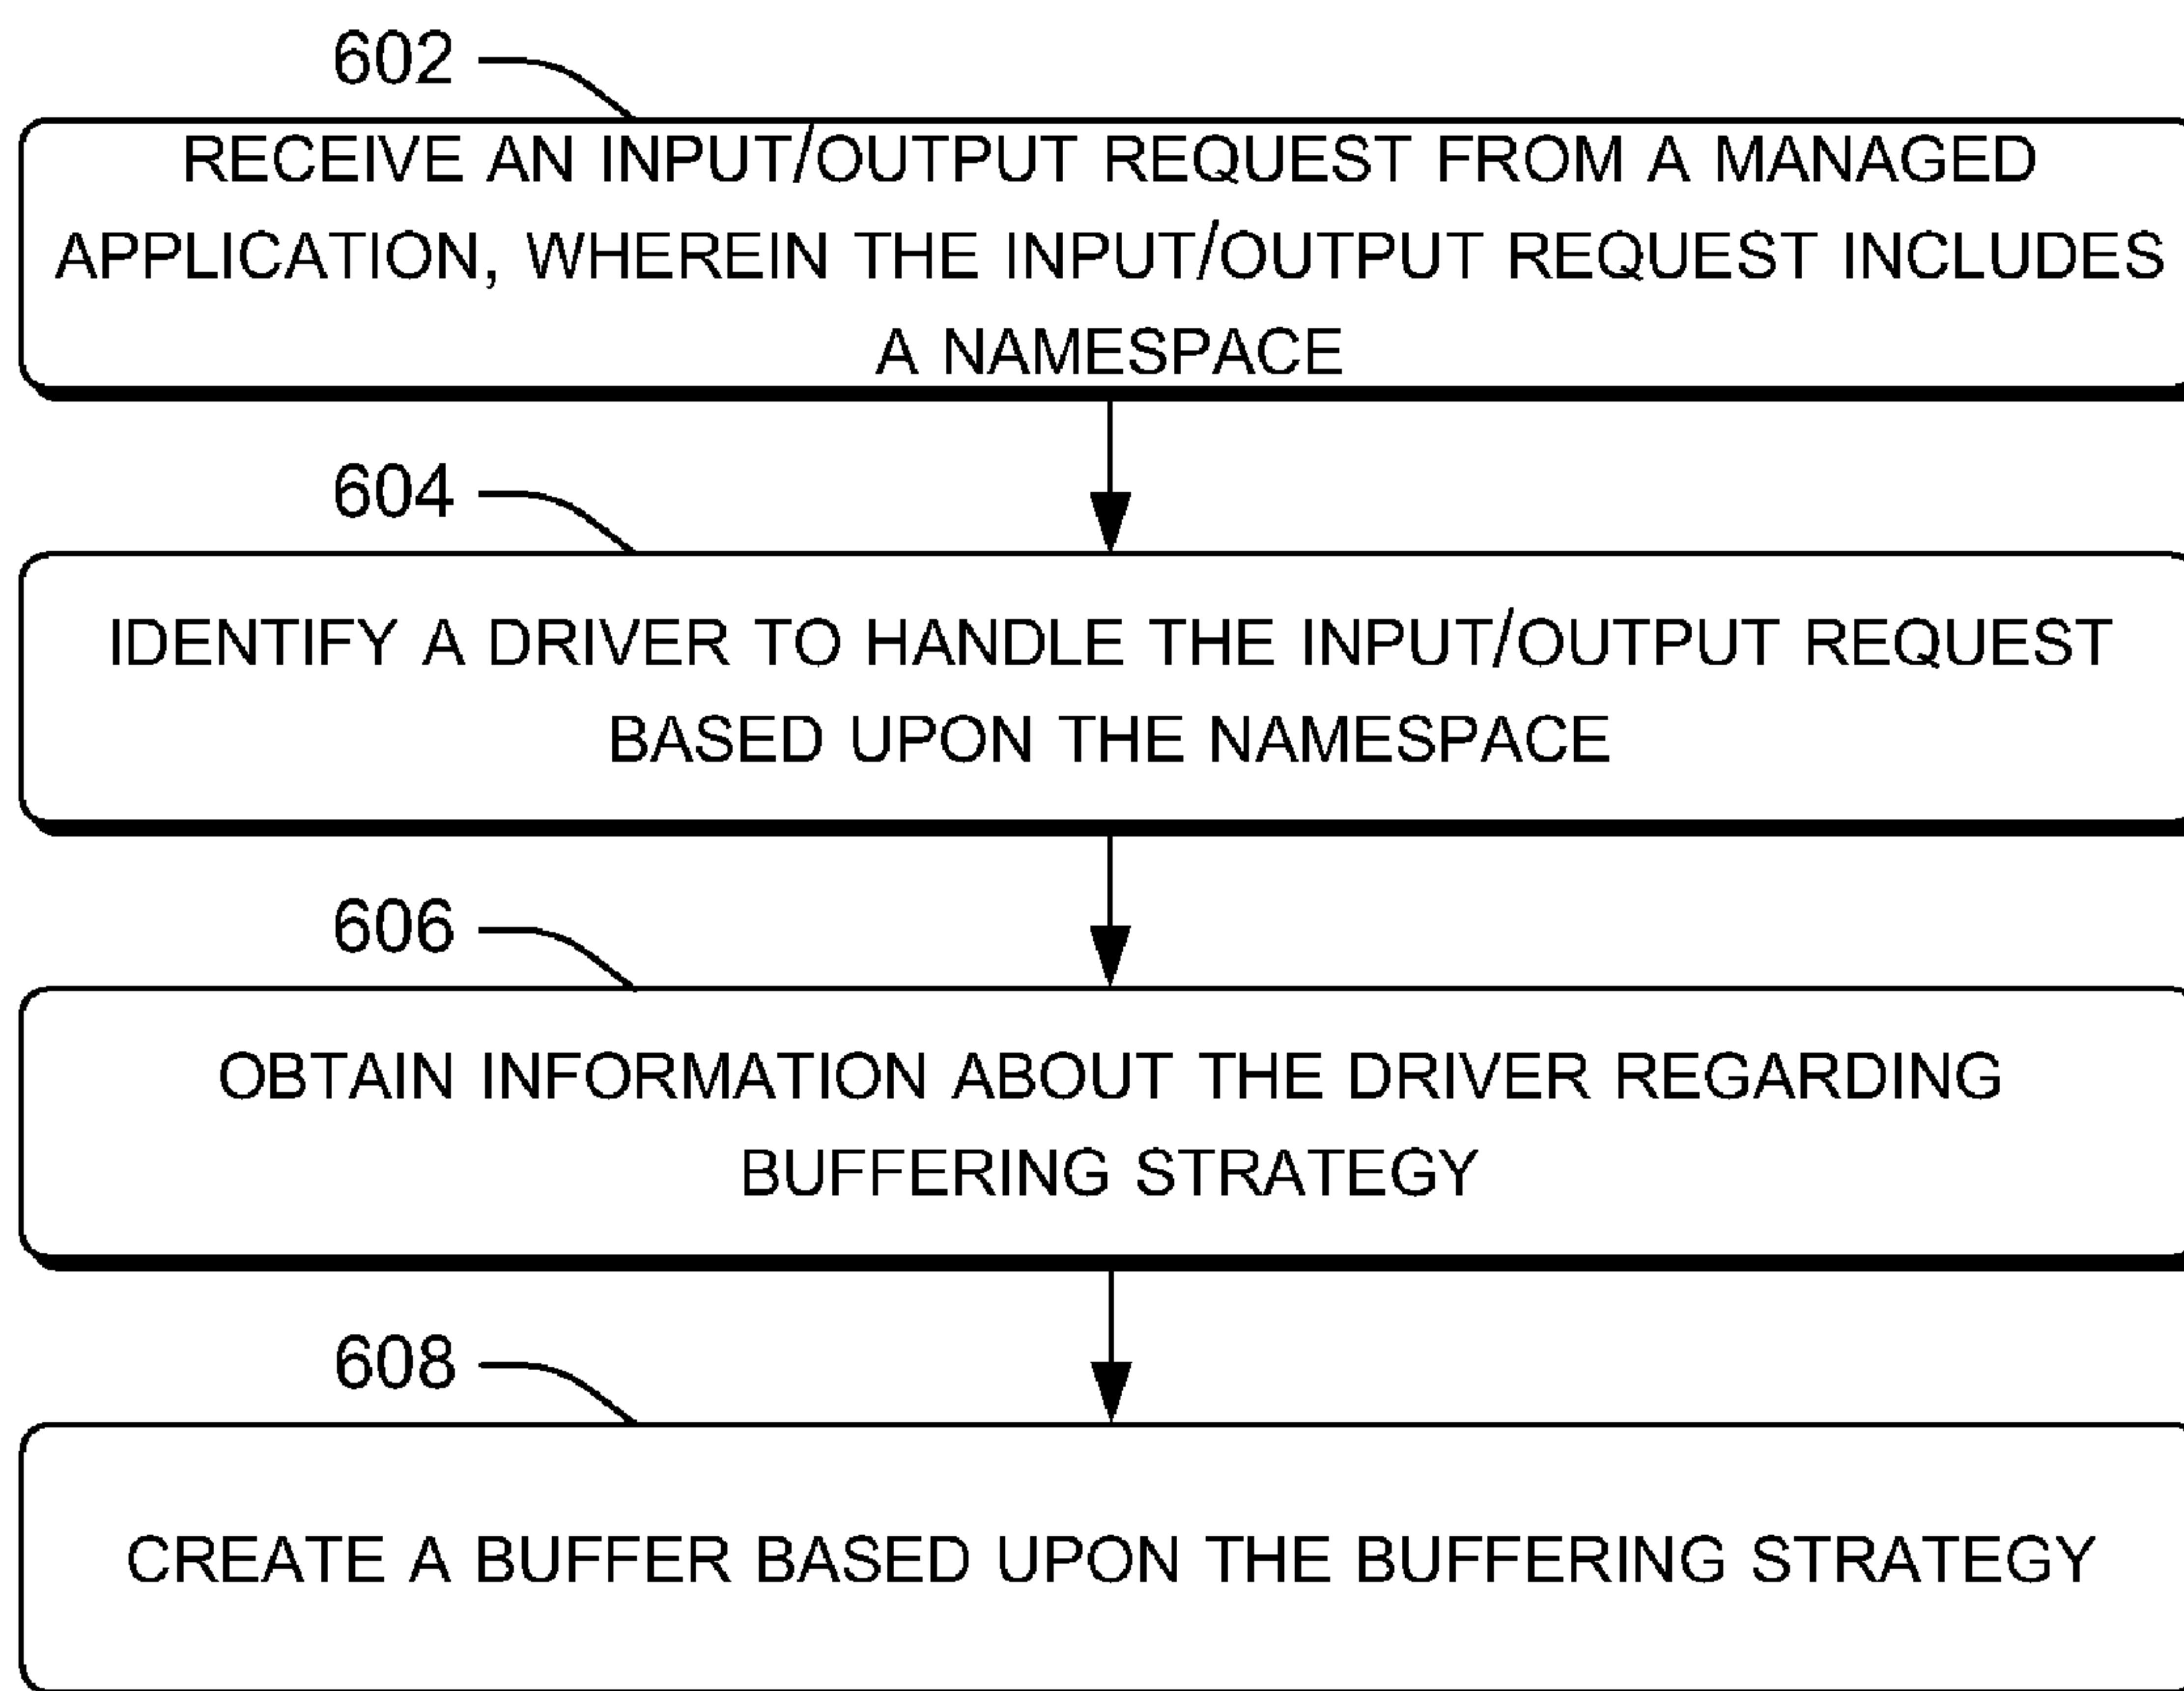 602
RECEIVE AN INPUT/OUTPUT REQUEST FROM A MANAGED
APPLICATION, WHEREIN THE INPUT/OUTPUT REQUEST INCLUDES
A NAMESPACE
604
IDENTIFY A DRIVER TO HANDLE THE INPUT/OUTPUT REQUEST
BASED UPON THE NAMESPACE
606
OBTAIN INFORMATION ABOUT THE DRIVER REGARDING
BUFFERING STRATEGY
608
CREATE A BUFFER BASED UPON THE BUFFERING STRATEGY